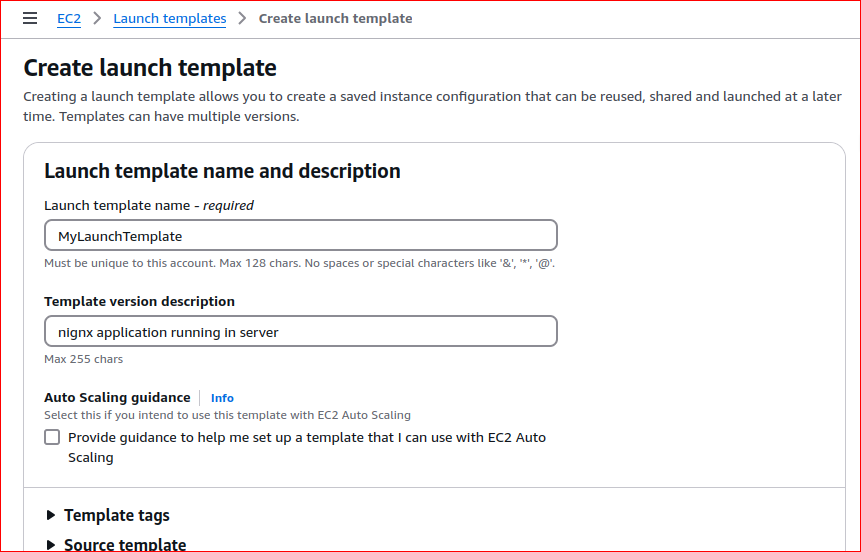 EC2 > Launch templates > Create launch template
Create launch template
Creating a launch template allows you to create a saved instance configuration that can be reused, shared and launched at a later
time. Templates can have multiple versions.
Launch template name and description
Launch template name - required
MyLaunchTemplate
Must be unique to this account. Max 128 chars. No spaces or special characters like '&', '*', '@'.
Template version description
nignx application running in server
Max 255 chars
Auto Scaling guidance | Info
Select this if you intend to use this template with EC2 Auto Scaling
Provide guidance to help me set up a template that I can use with EC2 Auto
Scaling
Template tags
Source template